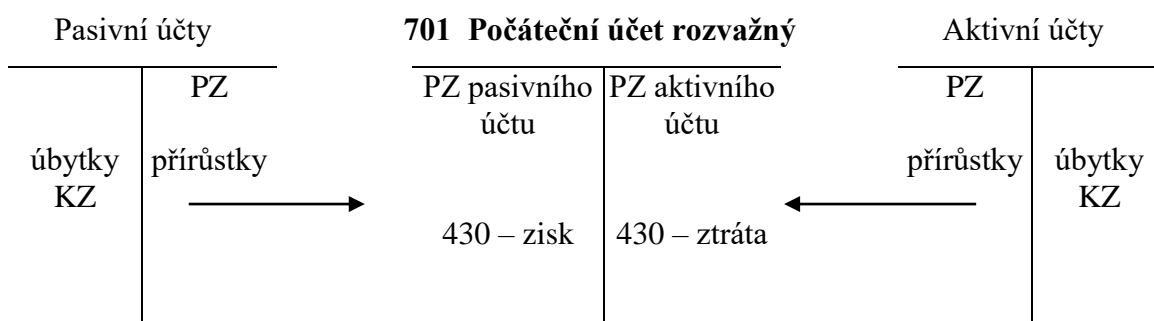 Pasivní účty
701 Počáteční účet rozvažný
Aktivní účty
PZ
PZ pasivního účtu
PZ aktivního účtu
PZ
úbytky
přírůstky
přírůstky
úbytky
KZ
KZ
430 – zisk
430 – ztráta